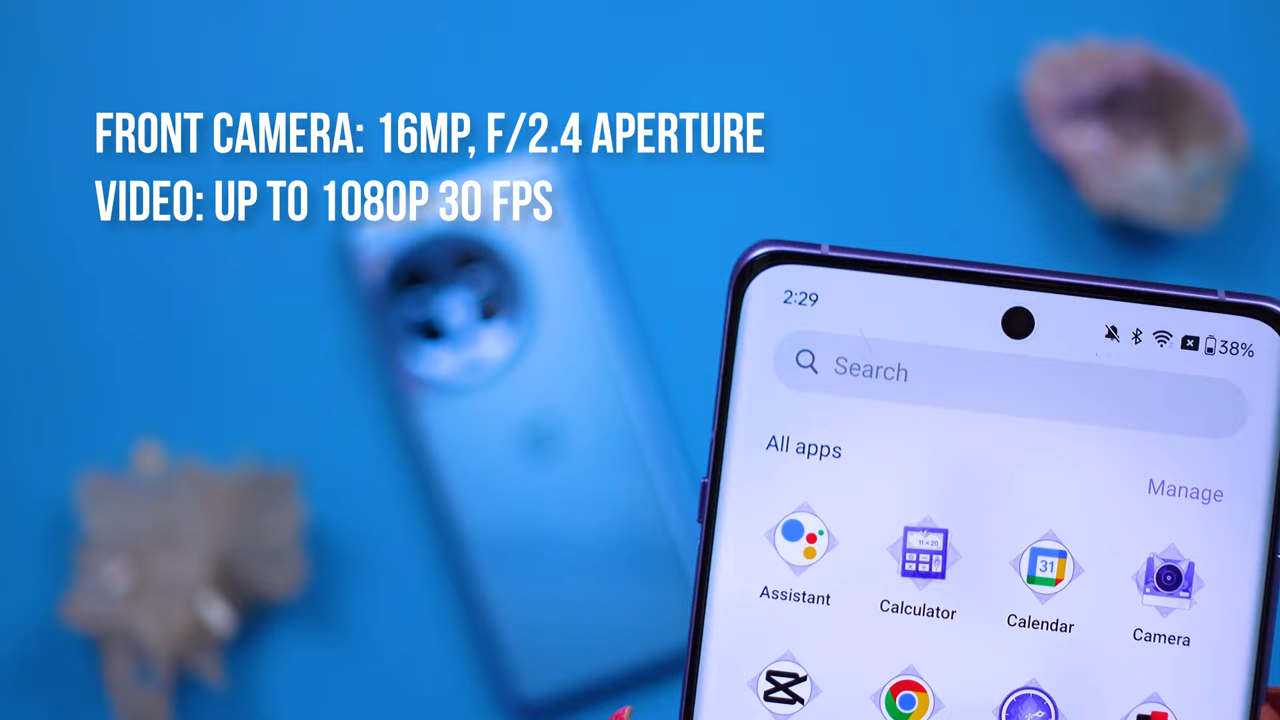 FRONT CAMERA: 16MP, F/2.4 APERTURE
VIDEO: UP TO 1080P 30 FPS
2:29
38%
Search
All apps
Manage
11×20
31
Assistant
Calculator
Calendar
Camera